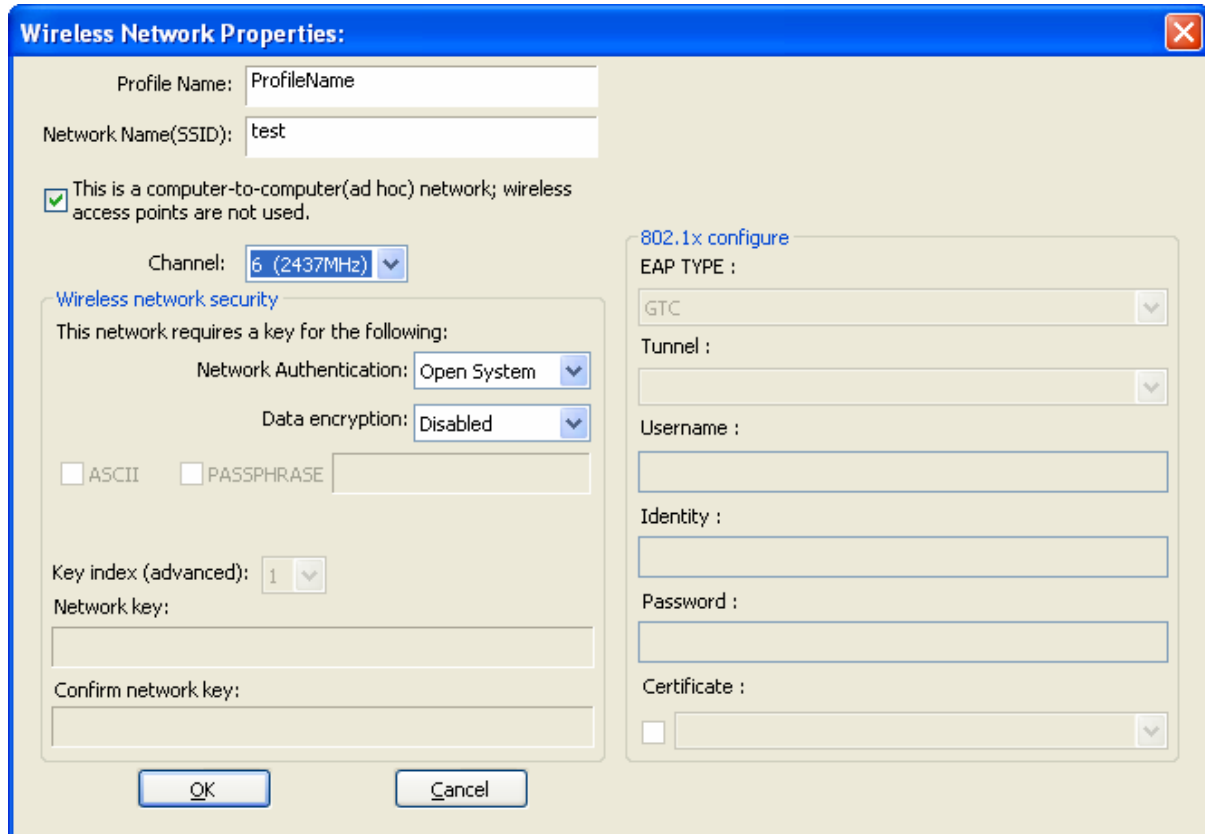 Wireless Network Properties:
Profile Name: ProfileName
Network Name(SSID): test
This is a computer-to-computer(ad hoc) network; wireless
access points are not used.
Channel: 6 (2437MHz)
Wireless network security
This network requires a key for the following:
Network Authentication: Open System
Data encryption: Disabled
ASCII PASSPHRASE
Key index (advanced): 1
Network key:
Confirm network key:
802.1x configure
EAP TYPE :
GTC
Tunnel :
Username :
Identity :
Password :
Certificate :
OK Cancel